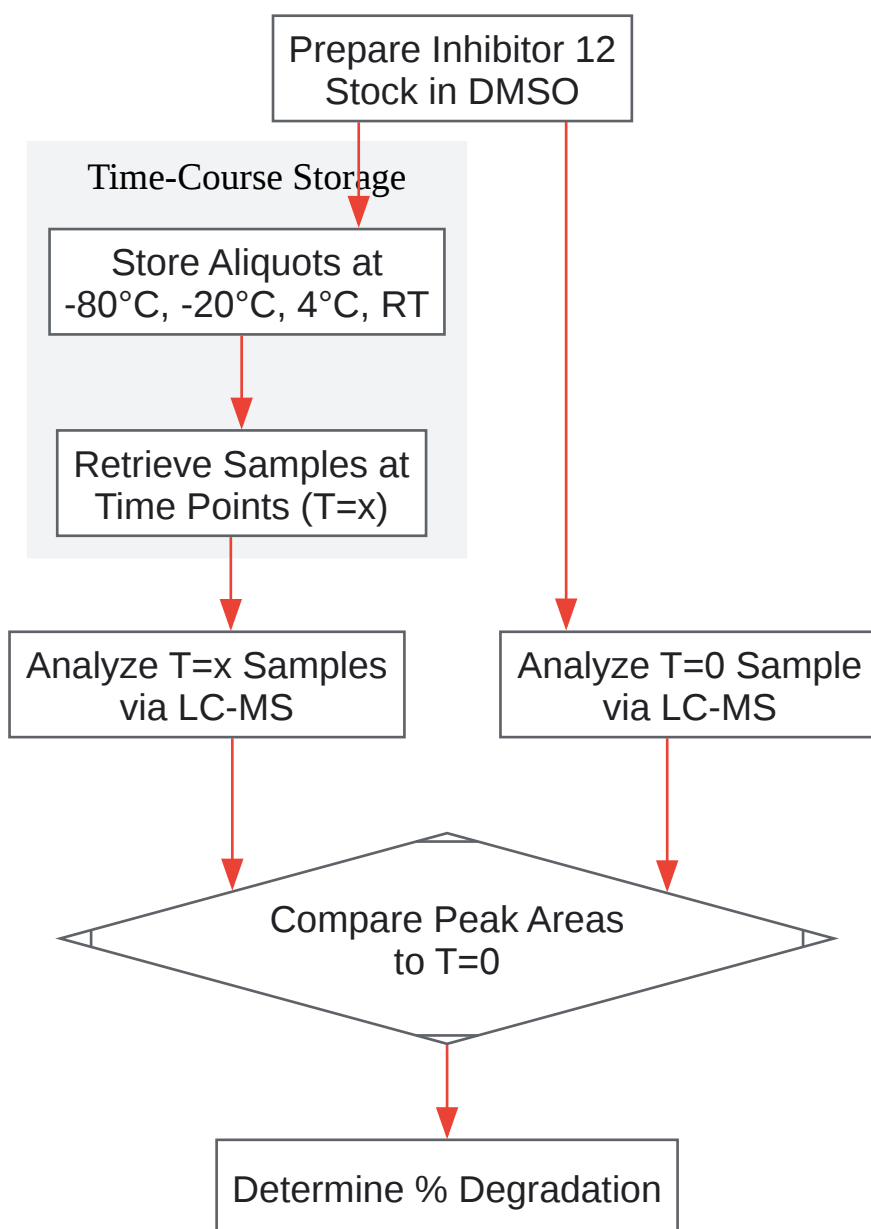 Prepare Inhibitor 12
Stock in DMSO
Time-Course Storage
Store Aliquots at
-80°C, -20°C, 4°C, RT
Retrieve Samples at
Time Points (T=x)
Analyze T=x Samples
via LC-MS
Analyze T=0 Sample
via LC-MS
Compare Peak Areas
to T=0
Determine % Degradation